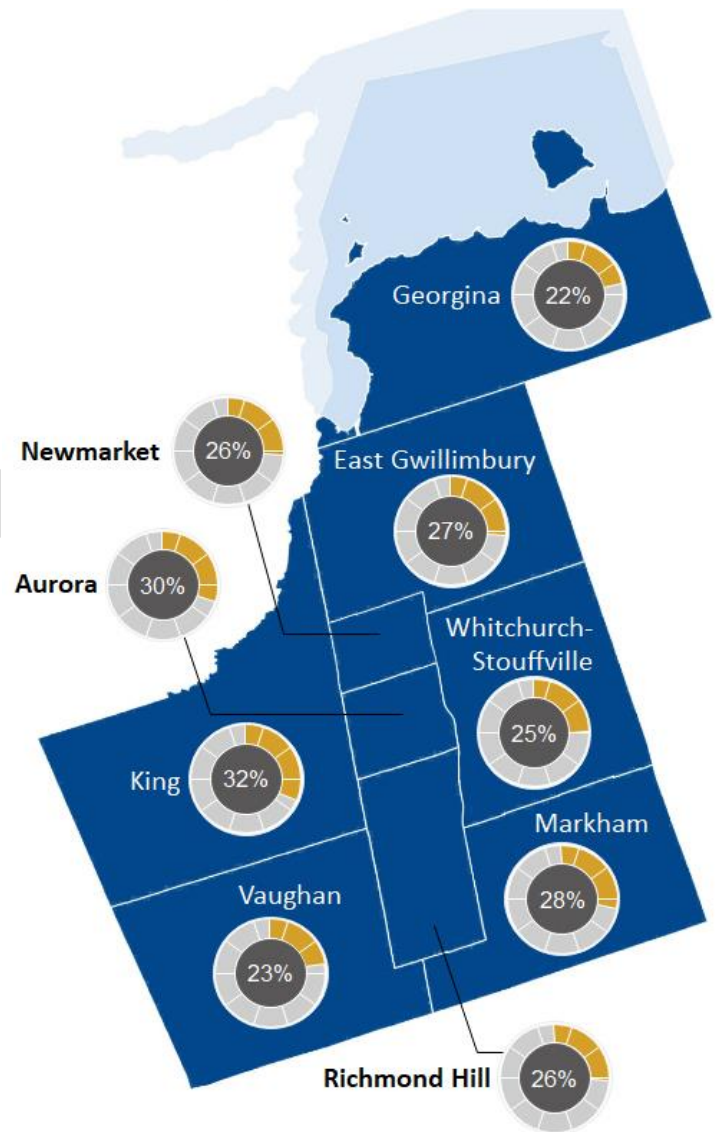 Georgina
22%
Newmarket
26%
East Gwillimbury
27%
Aurora
30%
Whitchurch-
Stouffville
25%
King
32%
Markham
28%
Vaughan
23%
Richmond Hill
26%